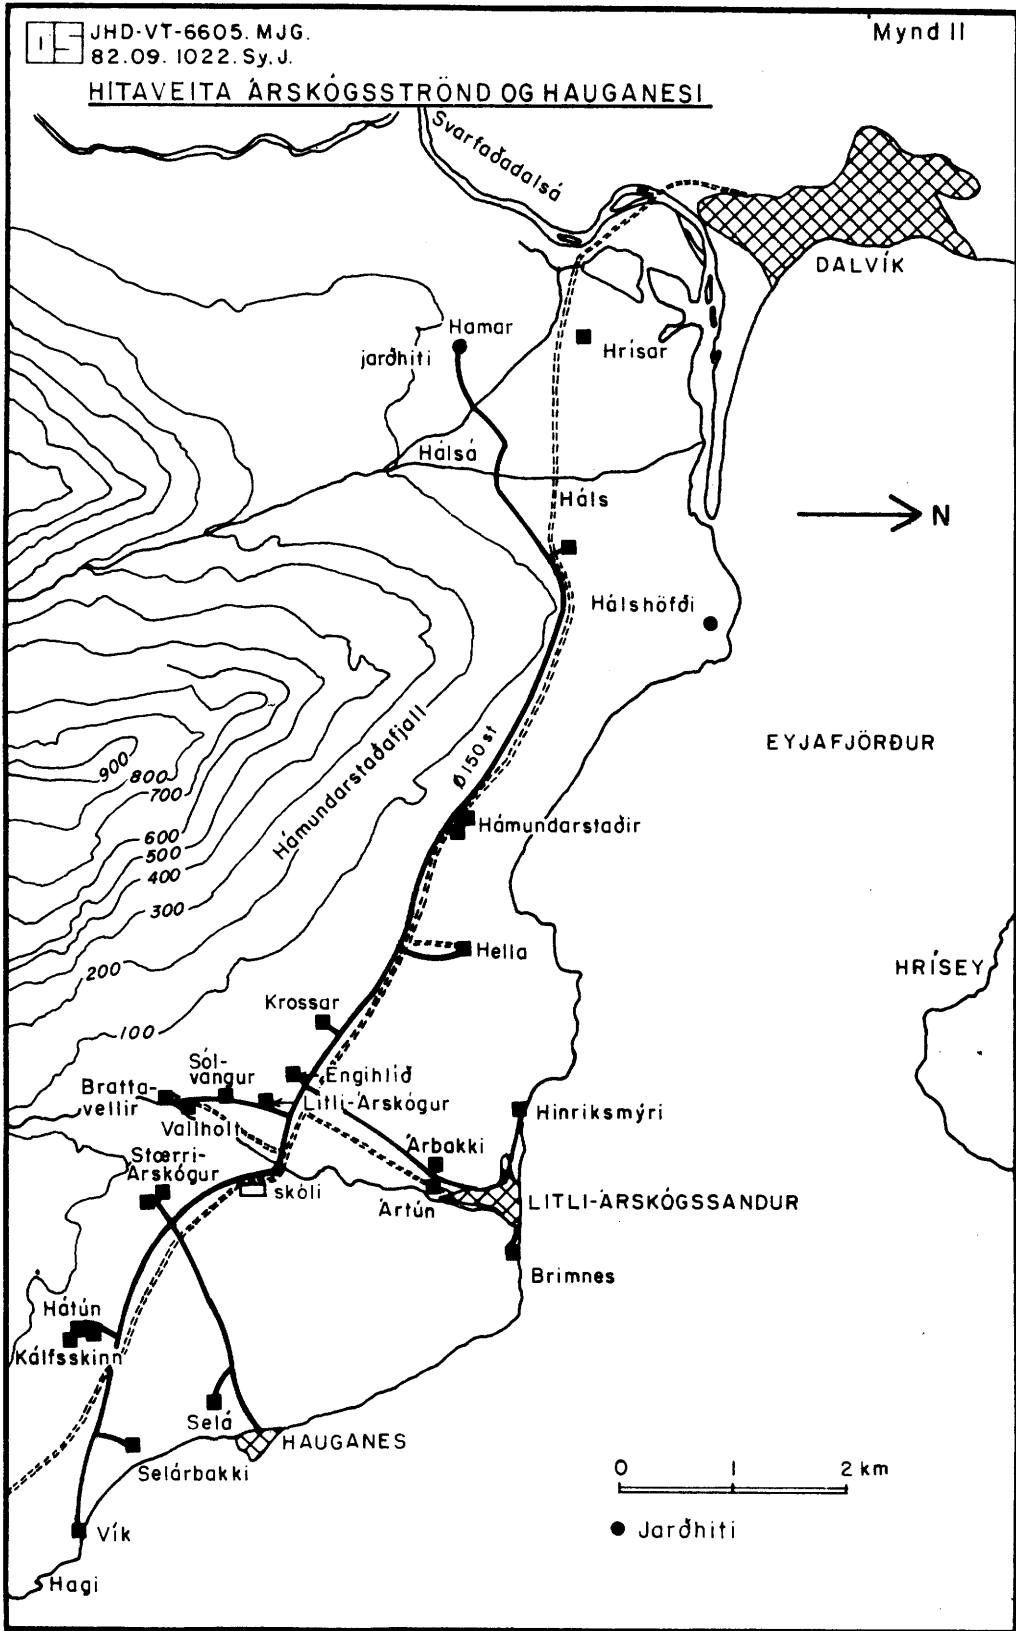 OS
JHD-VT-6605. MJG.
82.09. 1022. Sy. J.
Mynd II
HITAVEITA ÁRSKÓGSSTRÖND OG HAUGANESI
Svarfaðadalsá
DALVÍK
Hamar
jarðhiti
Hrísar
Hálsá
Háls
N
Hálshöfði
Hámundarstaðafjall
Ø 150 st
EYJAFJÖRÐUR
900
800
700
600
500
400
300
200
100
Hámundarstaðir
Hella
HRÍSEY
Krossar
Sól-
vangur
Engihlíð
Bratta-
vellir
Litli-Árskógur
Vallholt
Hinriksmýri
Árbakki
Stærri-
Árskógur
skóli
Ártún
LITLI-ÁRSKÓGSSANDUR
Brimnes
Hátún
Kálfsskinn
Selá
HAUGANES
Selárbakki
0 1 2 km
Jarðhiti
Vík
Hagi